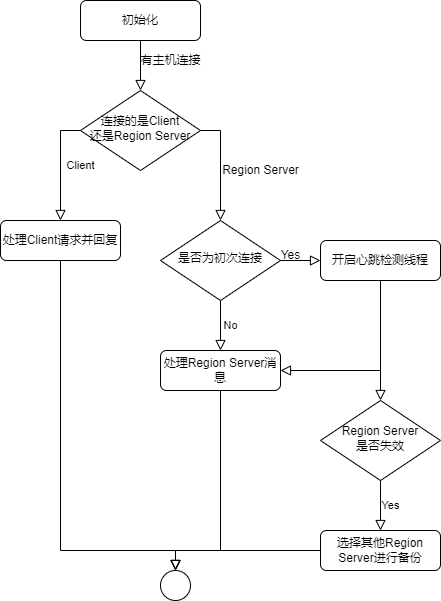 初始化
有主机连接
连接的是Client
还是Region Server
Client
Region Server
处理Client请求并回复
是否为初次连接
Yes
开启心跳检测线程
No
处理Region Server消
息
Region Server
是否失效
Yes
选择其他Region
Server进行备份